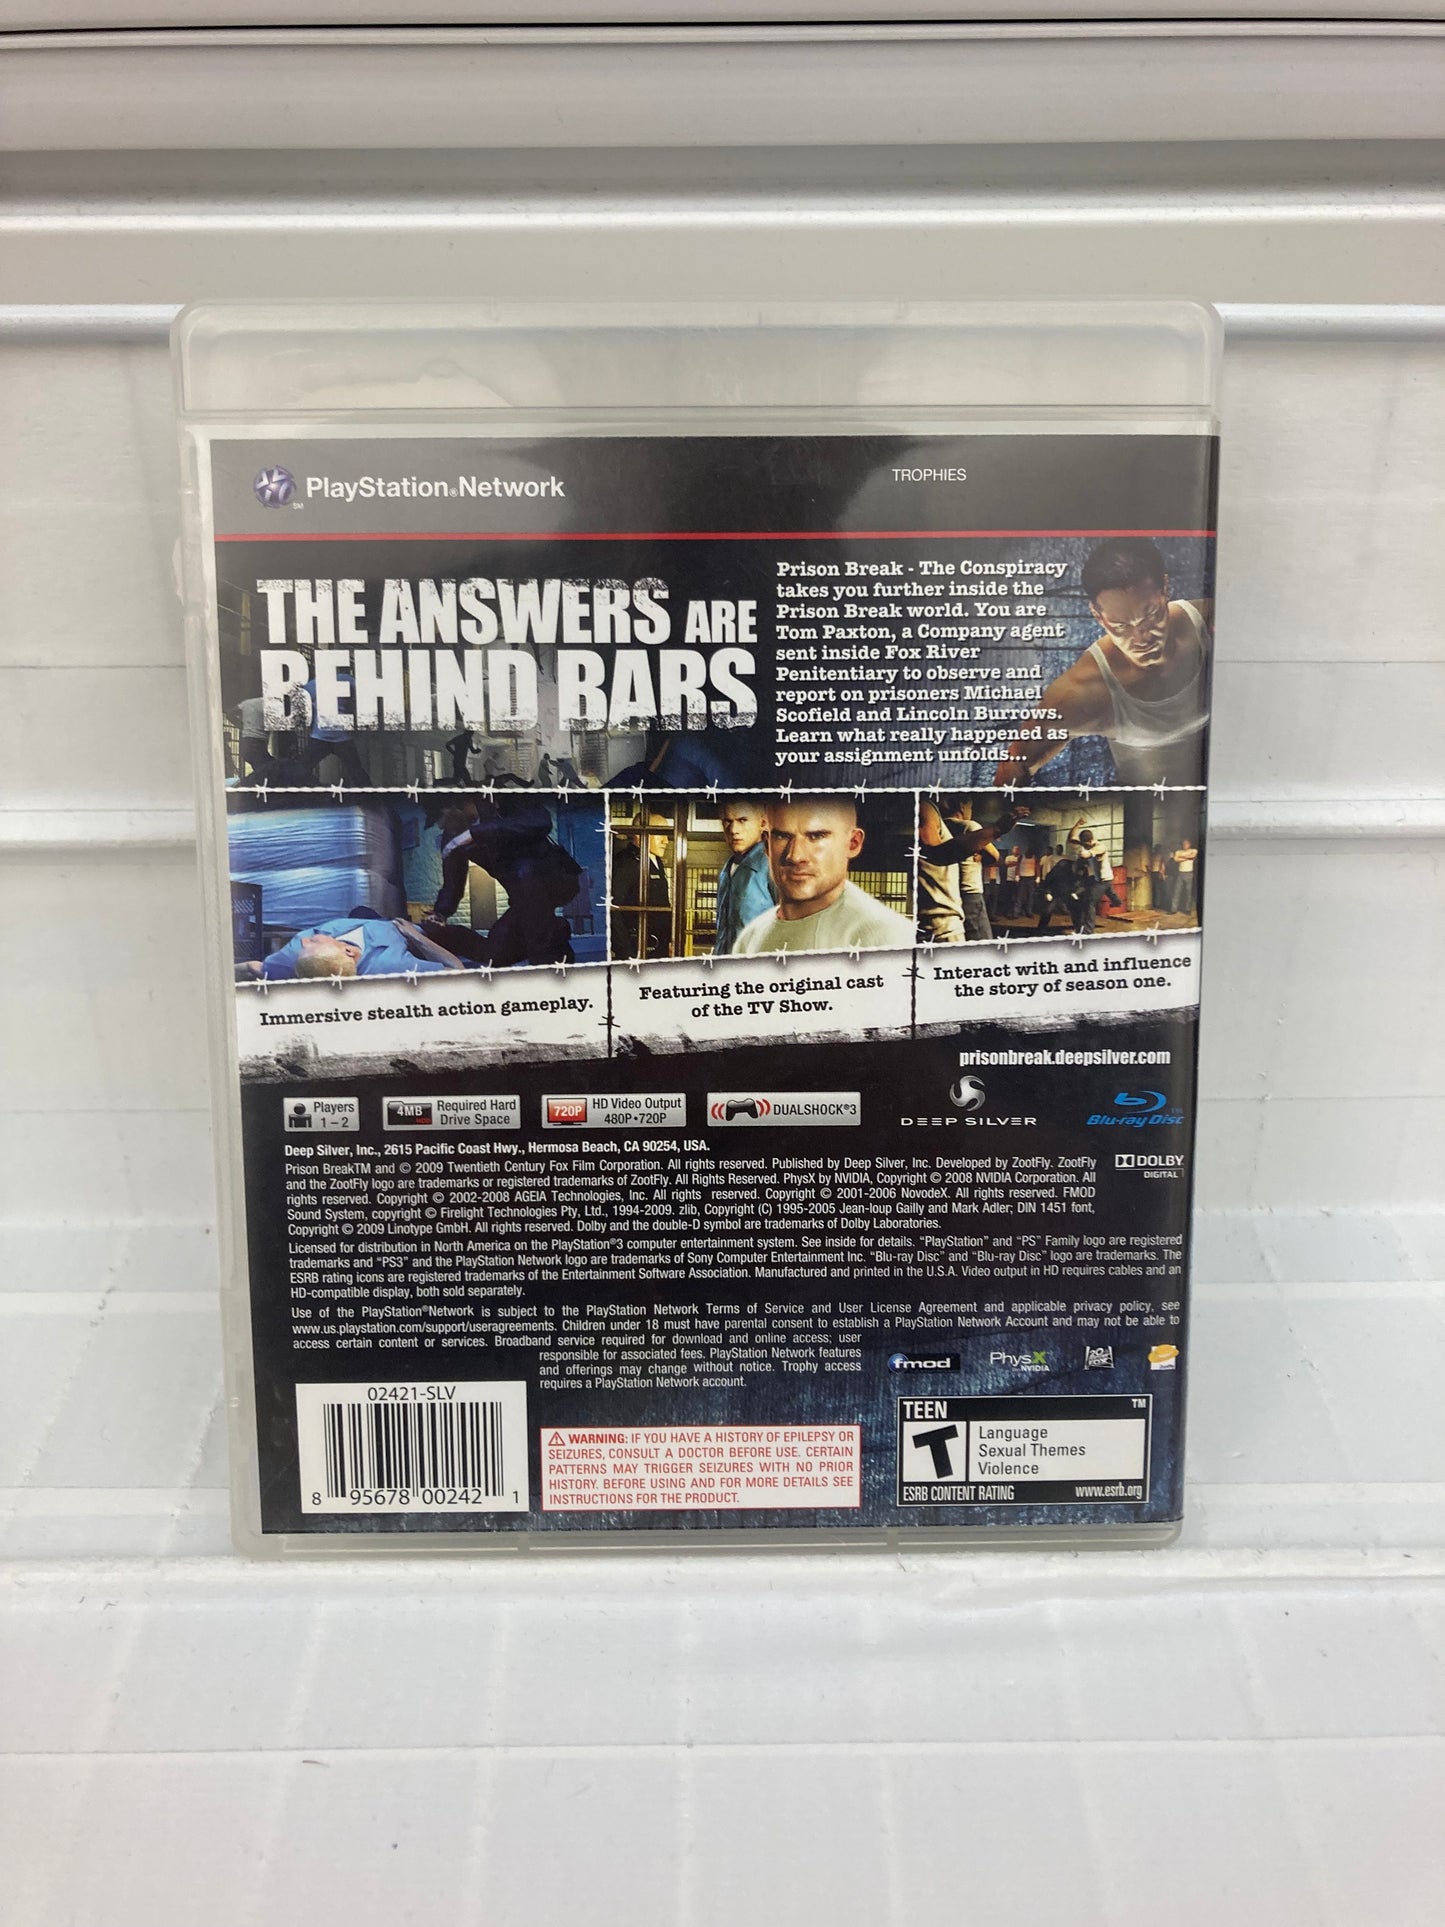 PlayStation®Network
SM
TROPHIES
THE ANSWERS ARE
BEHIND BARS
Prison Break - The Conspiracy
takes you further inside the
Prison Break world. You are
Tom Paxton, a Company agent
sent inside Fox River
Penitentiary to observe and
report on prisoners Michael
Scofield and Lincoln Burrows.
Learn what really happened as
your assignment unfolds...
Immersive stealth action gameplay.
Featuring the original cast
of the TV Show.
Interact with and influence
the story of season one.
prisonbreak.deepsilver.com
Players
1 – 2
4MB
HDD
Required Hard
Drive Space
720P
HD Video Output
480P • 720P
DUALSHOCK®3
DEEP SILVER
Blu-ray Disc
Deep Silver, Inc., 2615 Pacific Coast Hwy., Hermosa Beach, CA 90254, USA.
Prison BreakTM and © 2009 Twentieth Century Fox Film Corporation. All rights reserved. Published by Deep Silver, Inc. Developed by ZootFly. ZootFly
and the ZootFly logo are trademarks or registered trademarks of ZootFly. All Rights Reserved. PhysX by NVIDIA, Copyright © 2008 NVIDIA Corporation. All
rights reserved. Copyright © 2002-2008 AGEIA Technologies, Inc. All rights reserved. Copyright © 2001-2006 NovodeX. All rights reserved. FMOD
Sound System, copyright © Firelight Technologies Pty, Ltd., 1994-2009. zlib, Copyright (C) 1995-2005 Jean-loup Gailly and Mark Adler; DIN 1451 font,
Copyright © 2009 Linotype GmbH. All rights reserved. Dolby and the double-D symbol are trademarks of Dolby Laboratories.
DOLBY
DIGITAL
Licensed for distribution in North America on the PlayStation®3 computer entertainment system. See inside for details. "PlayStation" and "PS" Family logo are registered
trademarks and "PS3" and the PlayStation Network logo are trademarks of Sony Computer Entertainment Inc. "Blu-ray Disc" and "Blu-ray Disc" logo are trademarks. The
ESRB rating icons are registered trademarks of the Entertainment Software Association. Manufactured and printed in the U.S.A. Video output in HD requires cables and an
HD-compatible display, both sold separately.
Use of the PlayStation®Network is subject to the PlayStation Network Terms of Service and User License Agreement and applicable privacy policy, see
www.us.playstation.com/support/useragreements. Children under 18 must have parental consent to establish a PlayStation Network Account and may not be able to
access certain content or services. Broadband service required for download and online access; user
responsible for associated fees. PlayStation Network features
and offerings may change without notice. Trophy access
requires a PlayStation Network account.
fmod
PhysX
NVIDIA
20th
FOX
02421-SLV
8 95678 00242 1
WARNING: IF YOU HAVE A HISTORY OF EPILEPSY OR
SEIZURES, CONSULT A DOCTOR BEFORE USE. CERTAIN
PATTERNS MAY TRIGGER SEIZURES WITH NO PRIOR
HISTORY. BEFORE USING AND FOR MORE DETAILS SEE
INSTRUCTIONS FOR THE PRODUCT.
TEEN
TM
T
Language
Sexual Themes
Violence
ESRB CONTENT RATING
www.esrb.org